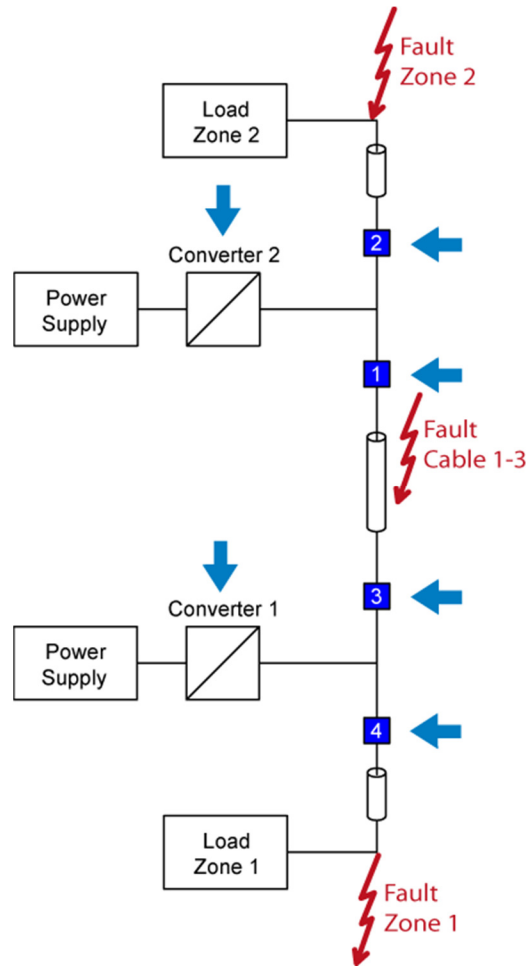 Fault
Zone 2
Load
Zone 2
2
Converter 2
Power
Supply
1
Fault
Cable 1-3
3
Converter 1
Power
Supply
4
Load
Zone 1
Fault
Zone 1